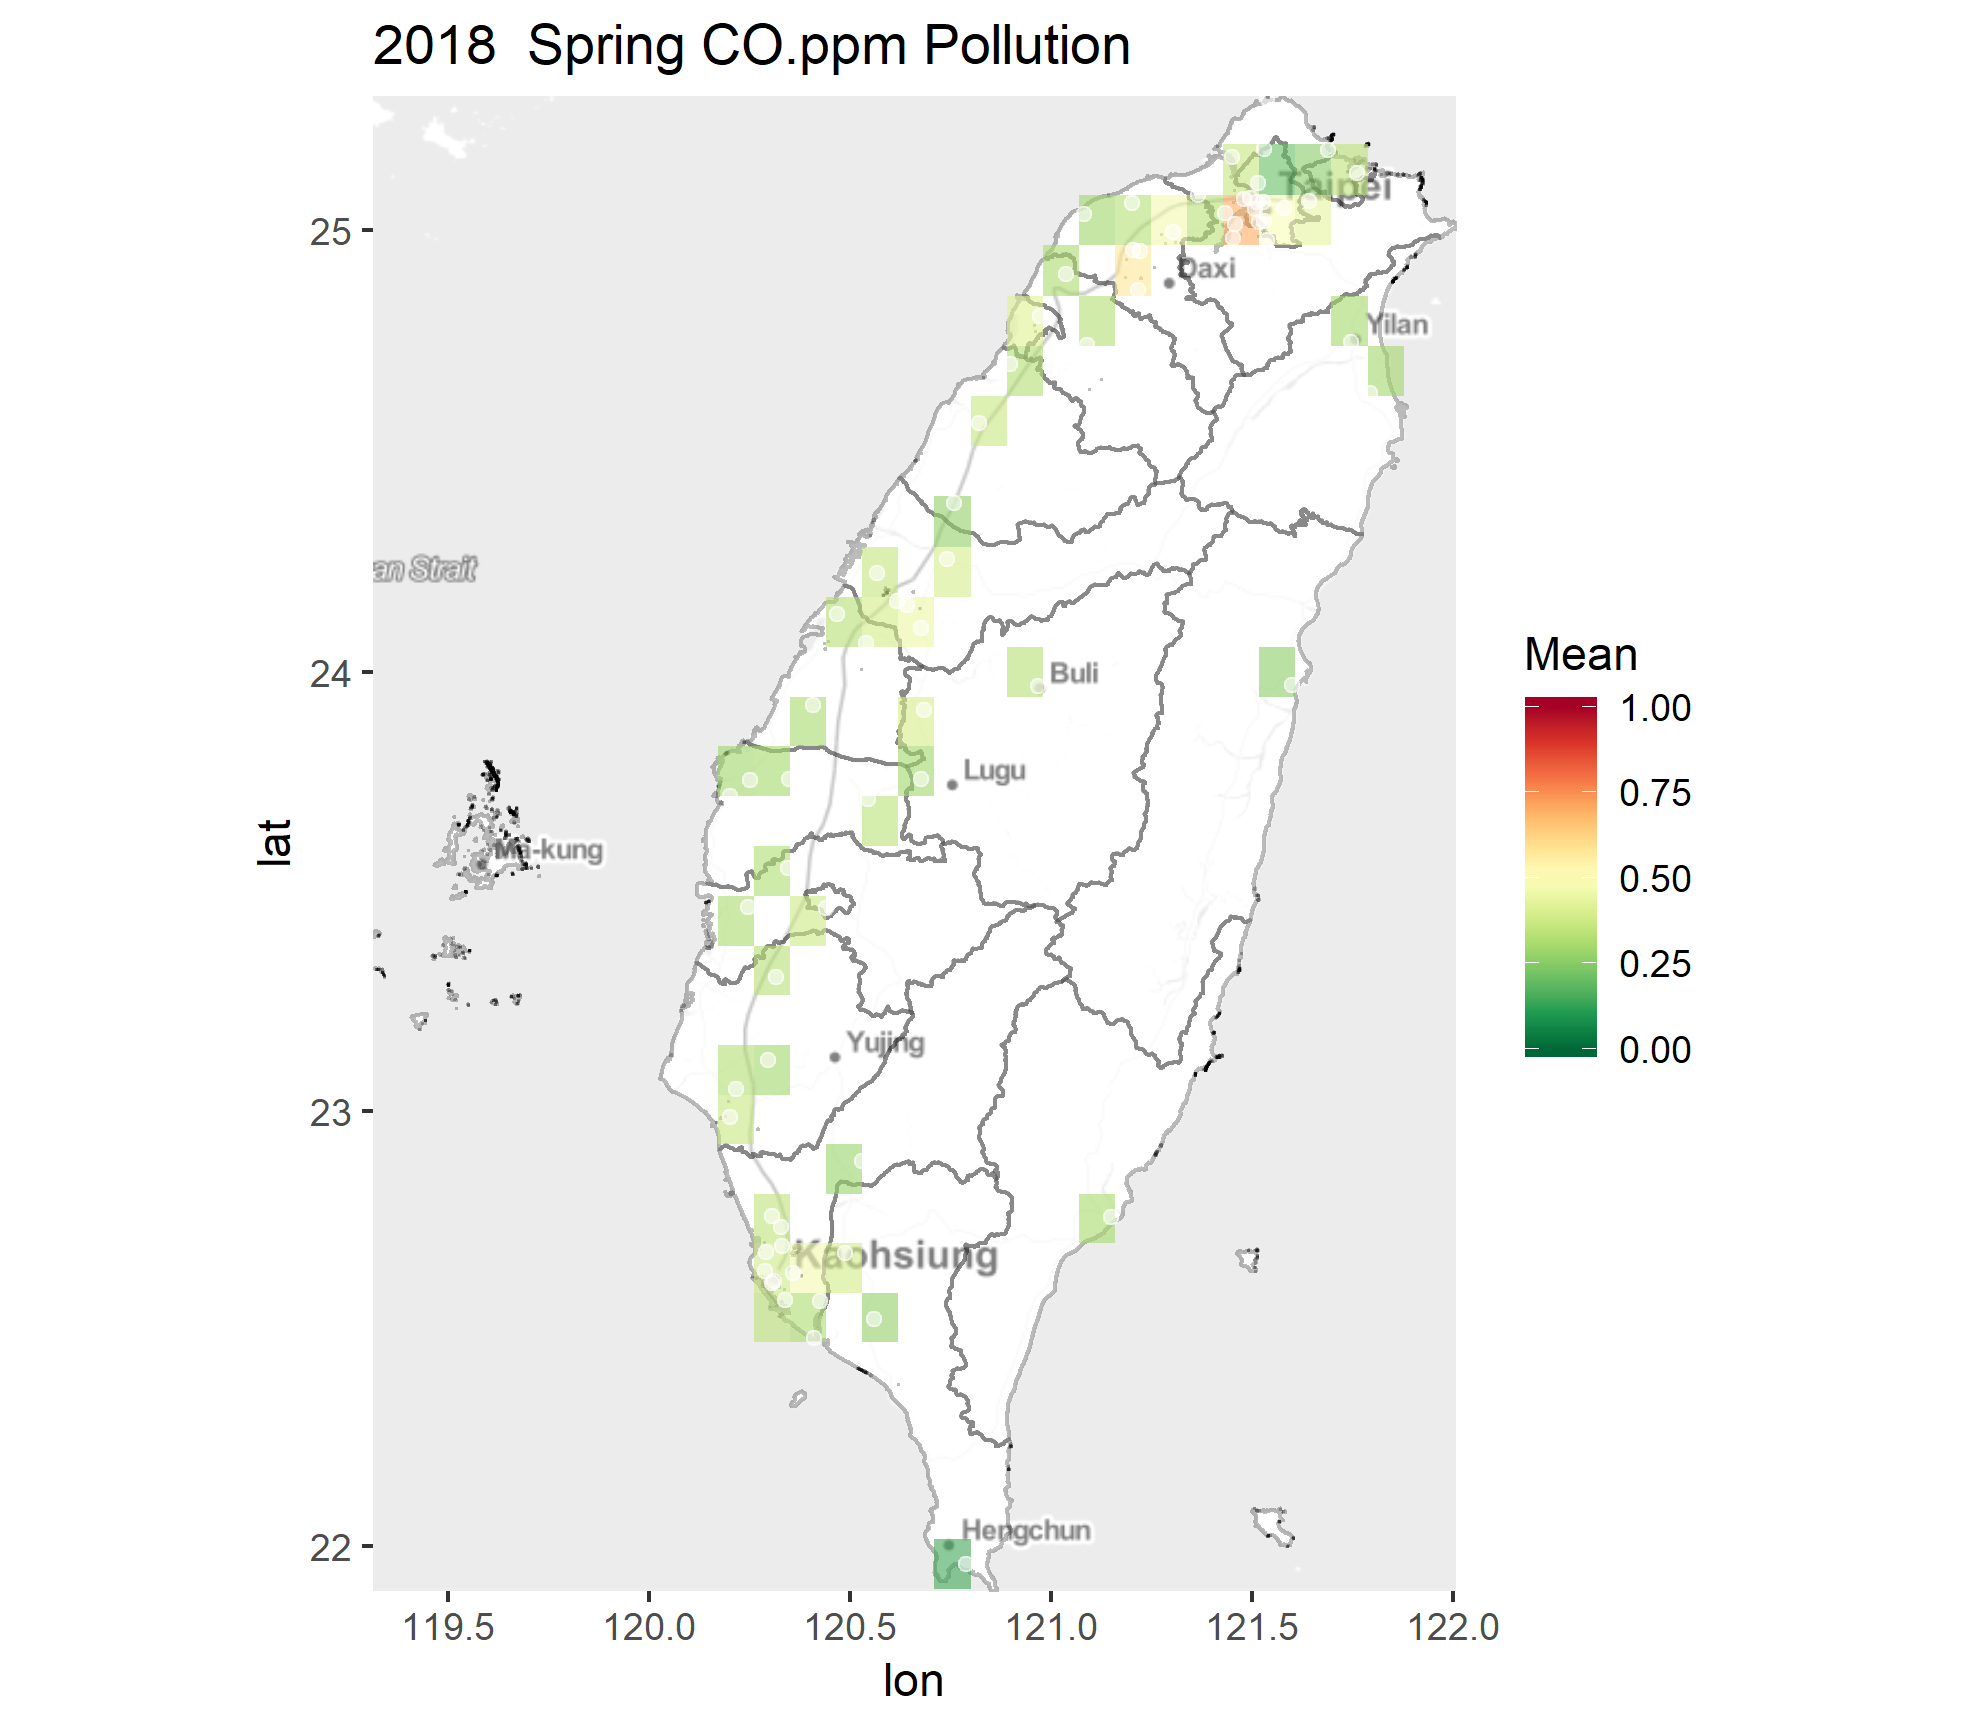 2018  Spring CO.ppm Pollution
Taipei
25
Daxi
Yilan
an Strait
24
Buli
Lugu
Ma-kung
lat
Yujing
23
Kaohsiung
Hengchun
22
119.5
120.0
120.5
121.0
121.5
122.0
lon
Mean
1.00
0.75
0.50
0.25
0.00